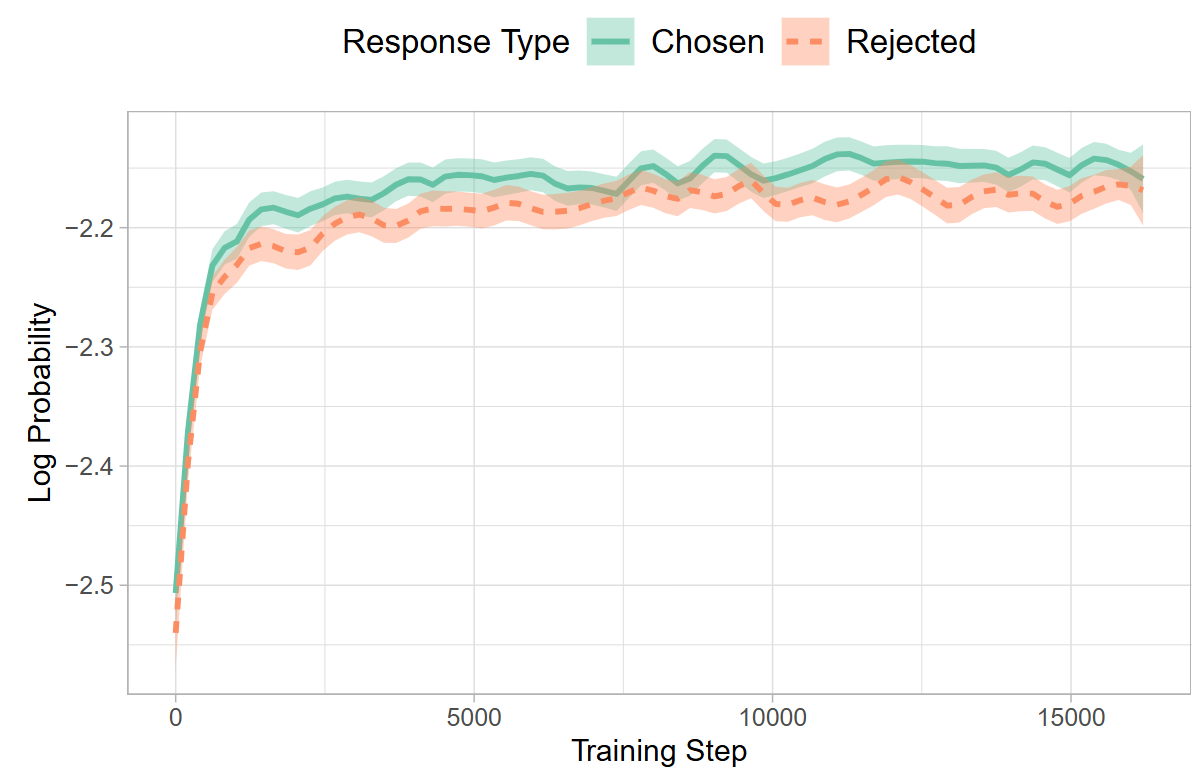 Response Type Chosen Rejected
−2.2
−2.3
−2.4
−2.5
Log Probability
0 5000 10000 15000
Training Step